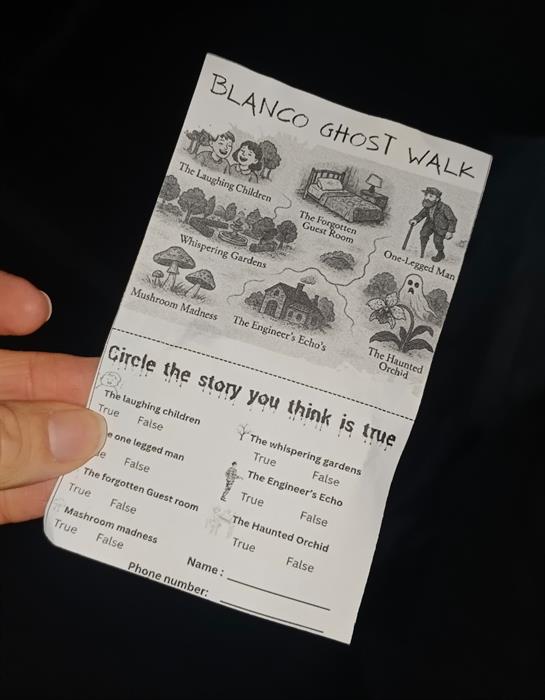 BLANCO GHOST WALK
The Laughing Children
The Forgotten
Guest Room
One-Legged Man
Whispering Gardens
Mushroom Madness
The Engineer's Echo's
The Haunted
Orchid
Circle the story you think is true
The laughing children
True False
one legged man
False
The forgotten Guest room
True False
Mashroom madness
True False
The whispering gardens
True False
The Engineer's Echo
True False
The Haunted Orchid
True False
Name :
Phone number: